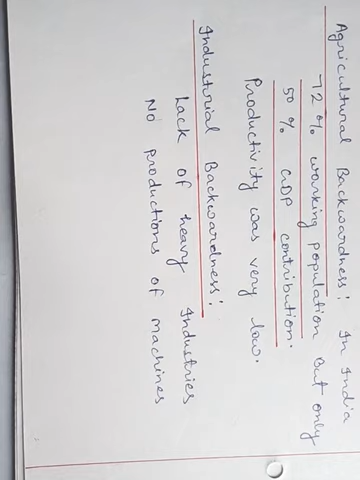 Agricultural Backwardness! In India
72% working population But only
50% GDP contribution.
Productivity was very low.
Industrial Backwardness!
Lack of heavy Industries
No productions of machines